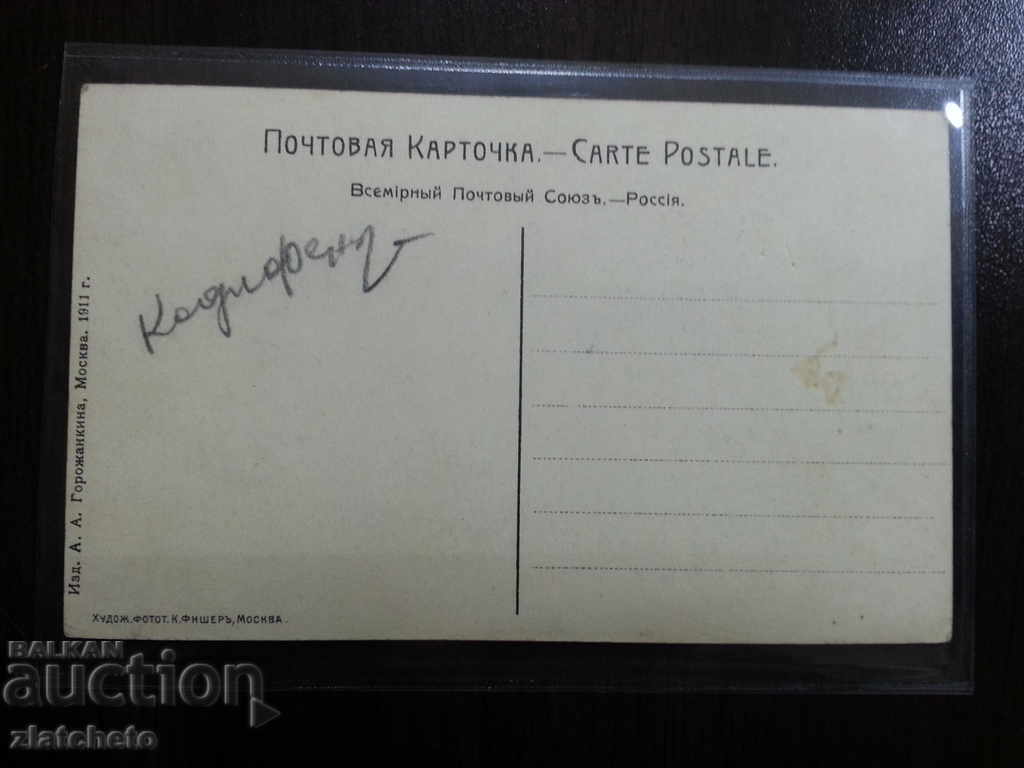 ПОЧТОВАЯ КАРТОЧКА.—CARTE POSTALE.
Всемірный Почтовый Союзъ.—Россія.
Изд. А. А. Горожанкина, Москва. 1911 г.
ХУДОЖ.ФОТОТ.К.ФИШЕРЪ, МОСКВА.
BALKAN
auction
zlatcheto